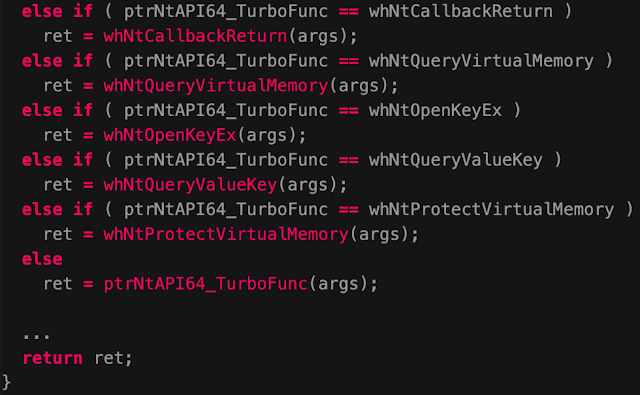 else if ( ptrNtAPI64_TurboFunc == whNtCallbackReturn )
ret = whNtCallbackReturn(args);
else if ( ptrNtAPI64_TurboFunc == whNtQueryVirtualMemory )
ret = whNtQueryVirtualMemory(args);
else if ( ptrNtAPI64_TurboFunc == whNtOpenKeyEx )
ret = whNtOpenKeyEx(args);
else if ( ptrNtAPI64_TurboFunc == whNtQueryValueKey )
ret = whNtQueryValueKey(args);
else if ( ptrNtAPI64_TurboFunc == whNtProtectVirtualMemory )
ret = whNtProtectVirtualMemory(args);
else
ret = ptrNtAPI64_TurboFunc(args);
...
return ret;
}